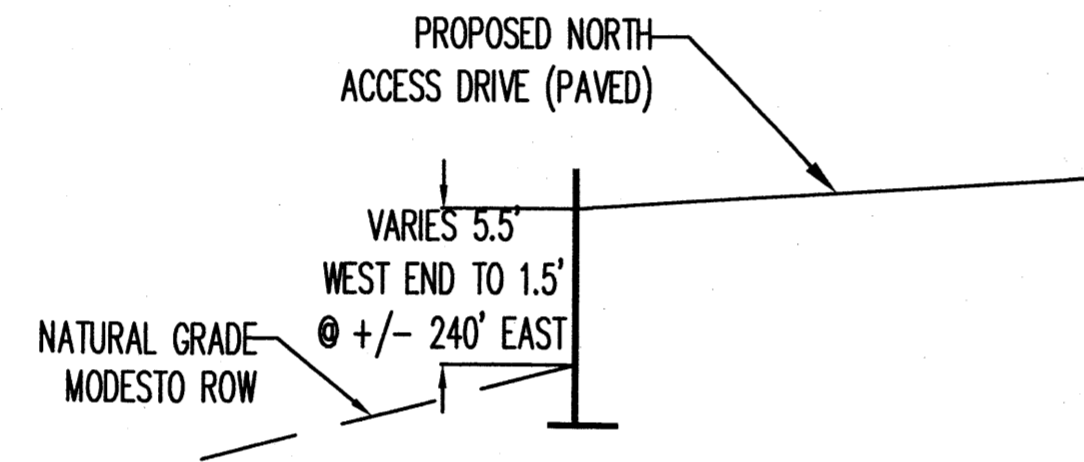 PROPOSED NORTH
ACCESS DRIVE (PAVED)
VARIES 5.5'
WEST END TO 1.5'
@ +/- 240' EAST
NATURAL GRADE
MODESTO ROW